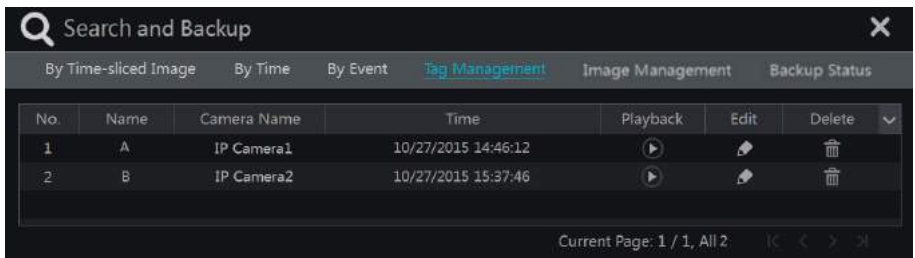 Search and Backup
By Time-sliced Image By Time By Event Tag Management Image Management Backup Status
No. Name Camera Name Time Playback Edit Delete
1 A IP Camera1 10/27/2015 14:46:12
2 B IP Camera2 10/27/2015 15:37:46
Current Page: 1 / 1, All 2